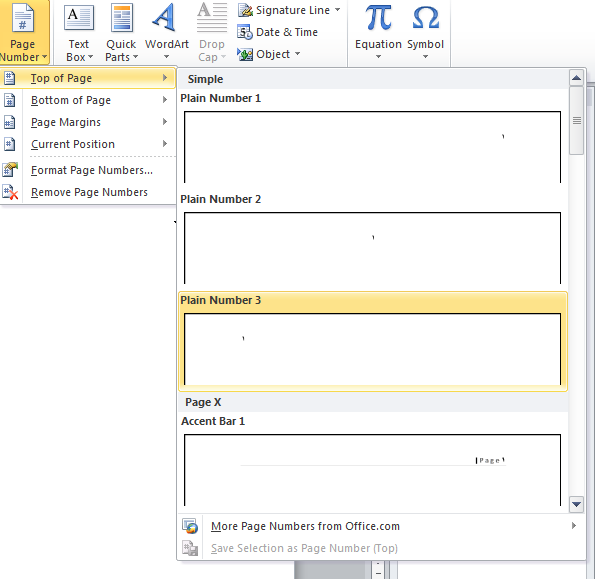 Page
Number
Text
Box
Quick
Parts
WordArt
Drop
Cap
Signature Line
Date & Time
Object
Equation
Symbol
Top of Page
Bottom of Page
Page Margins
Current Position
Format Page Numbers...
Remove Page Numbers
Simple
Plain Number 1
Plain Number 2
Plain Number 3
Page X
Accent Bar 1
Page
More Page Numbers from Office.com
Save Selection as Page Number (Top)